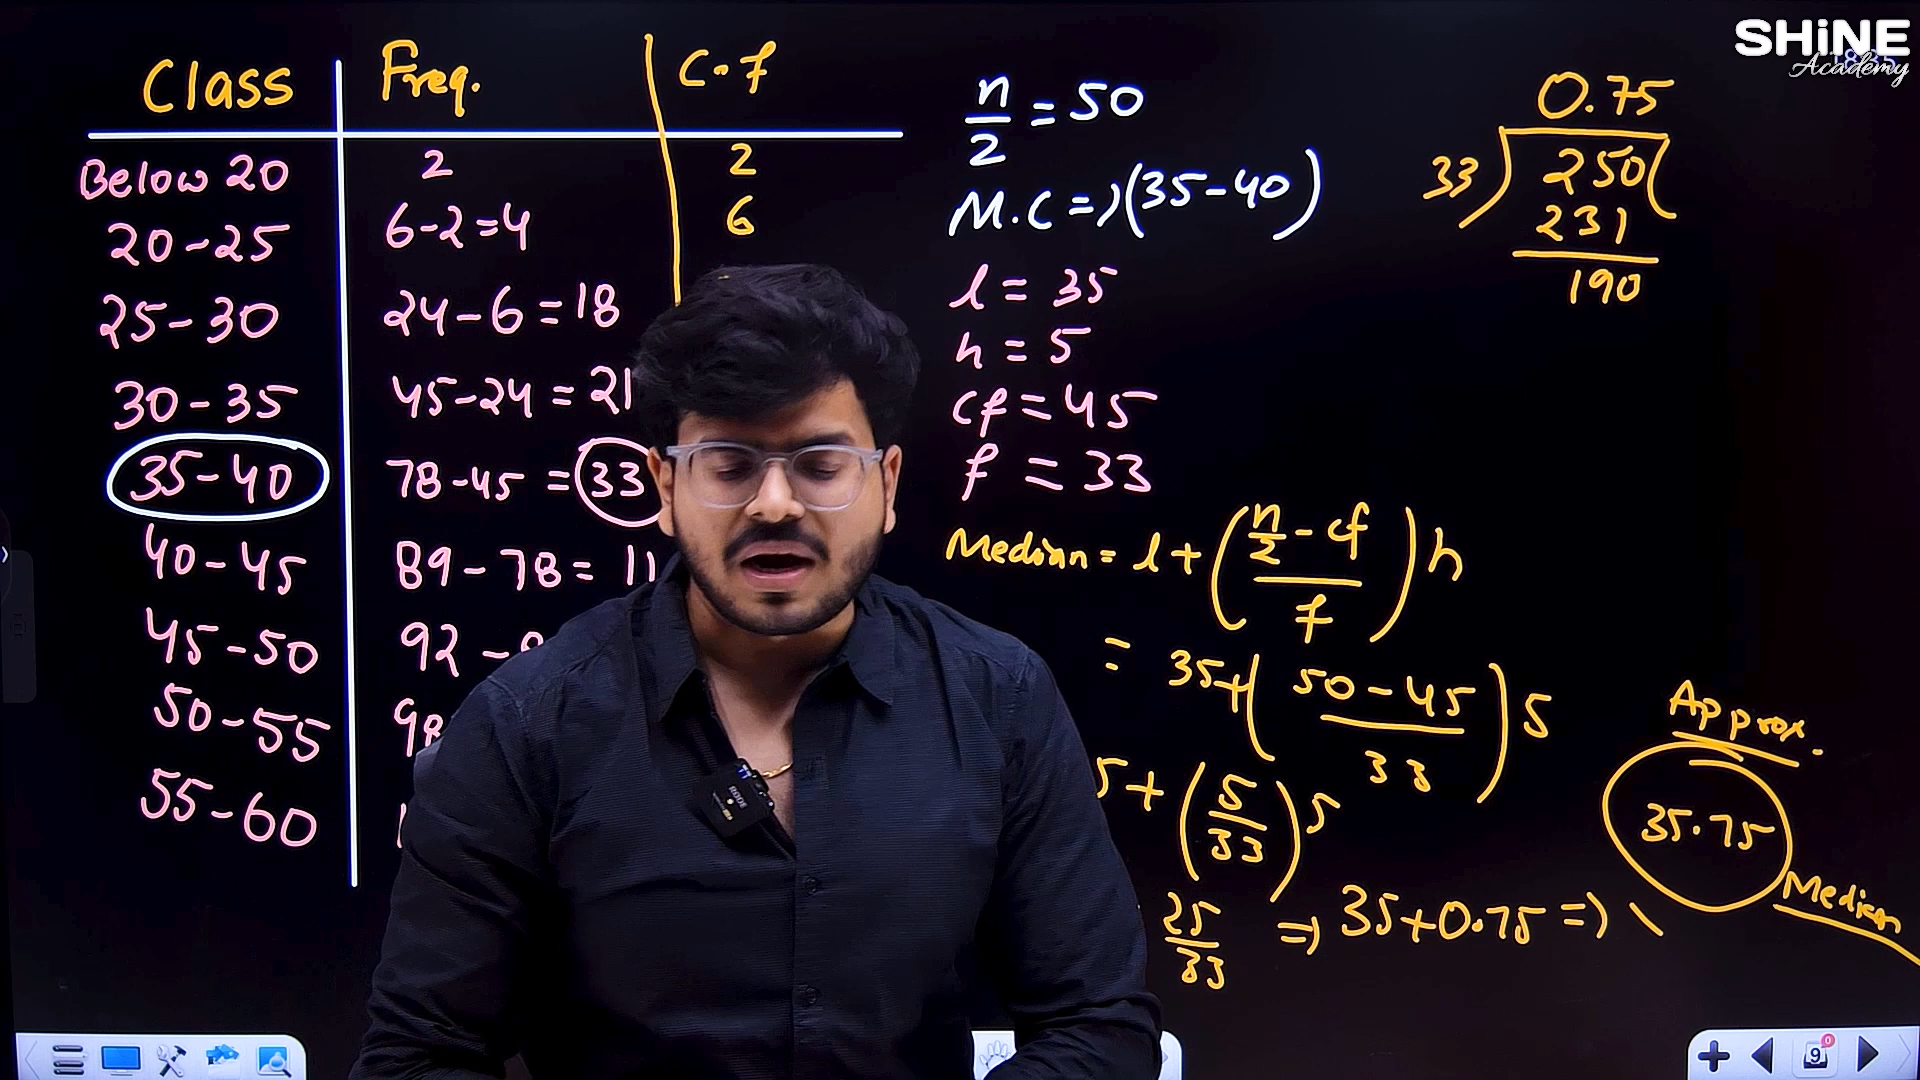 SHiNE
Academy
Class Freq. C.f
Below 20 2 2
20-25 6-2=4 6
25-30 24-6=18
30-35 45-24=21
35-40 78-45=33
40-45 89-78=11
45-50 92-
50-55 98
55-60
n/2 = 50
M.C=)(35-40)
l = 35
h = 5
cf = 45
f = 33
Median = l+(n/2-cf/f)h
= 35+(50-45/33)5
5+(5/33)5
25/33 =) 35+0.75 =)
0.75
33)250(
231
190
Approx.
35.75
Median
RODE
9
0